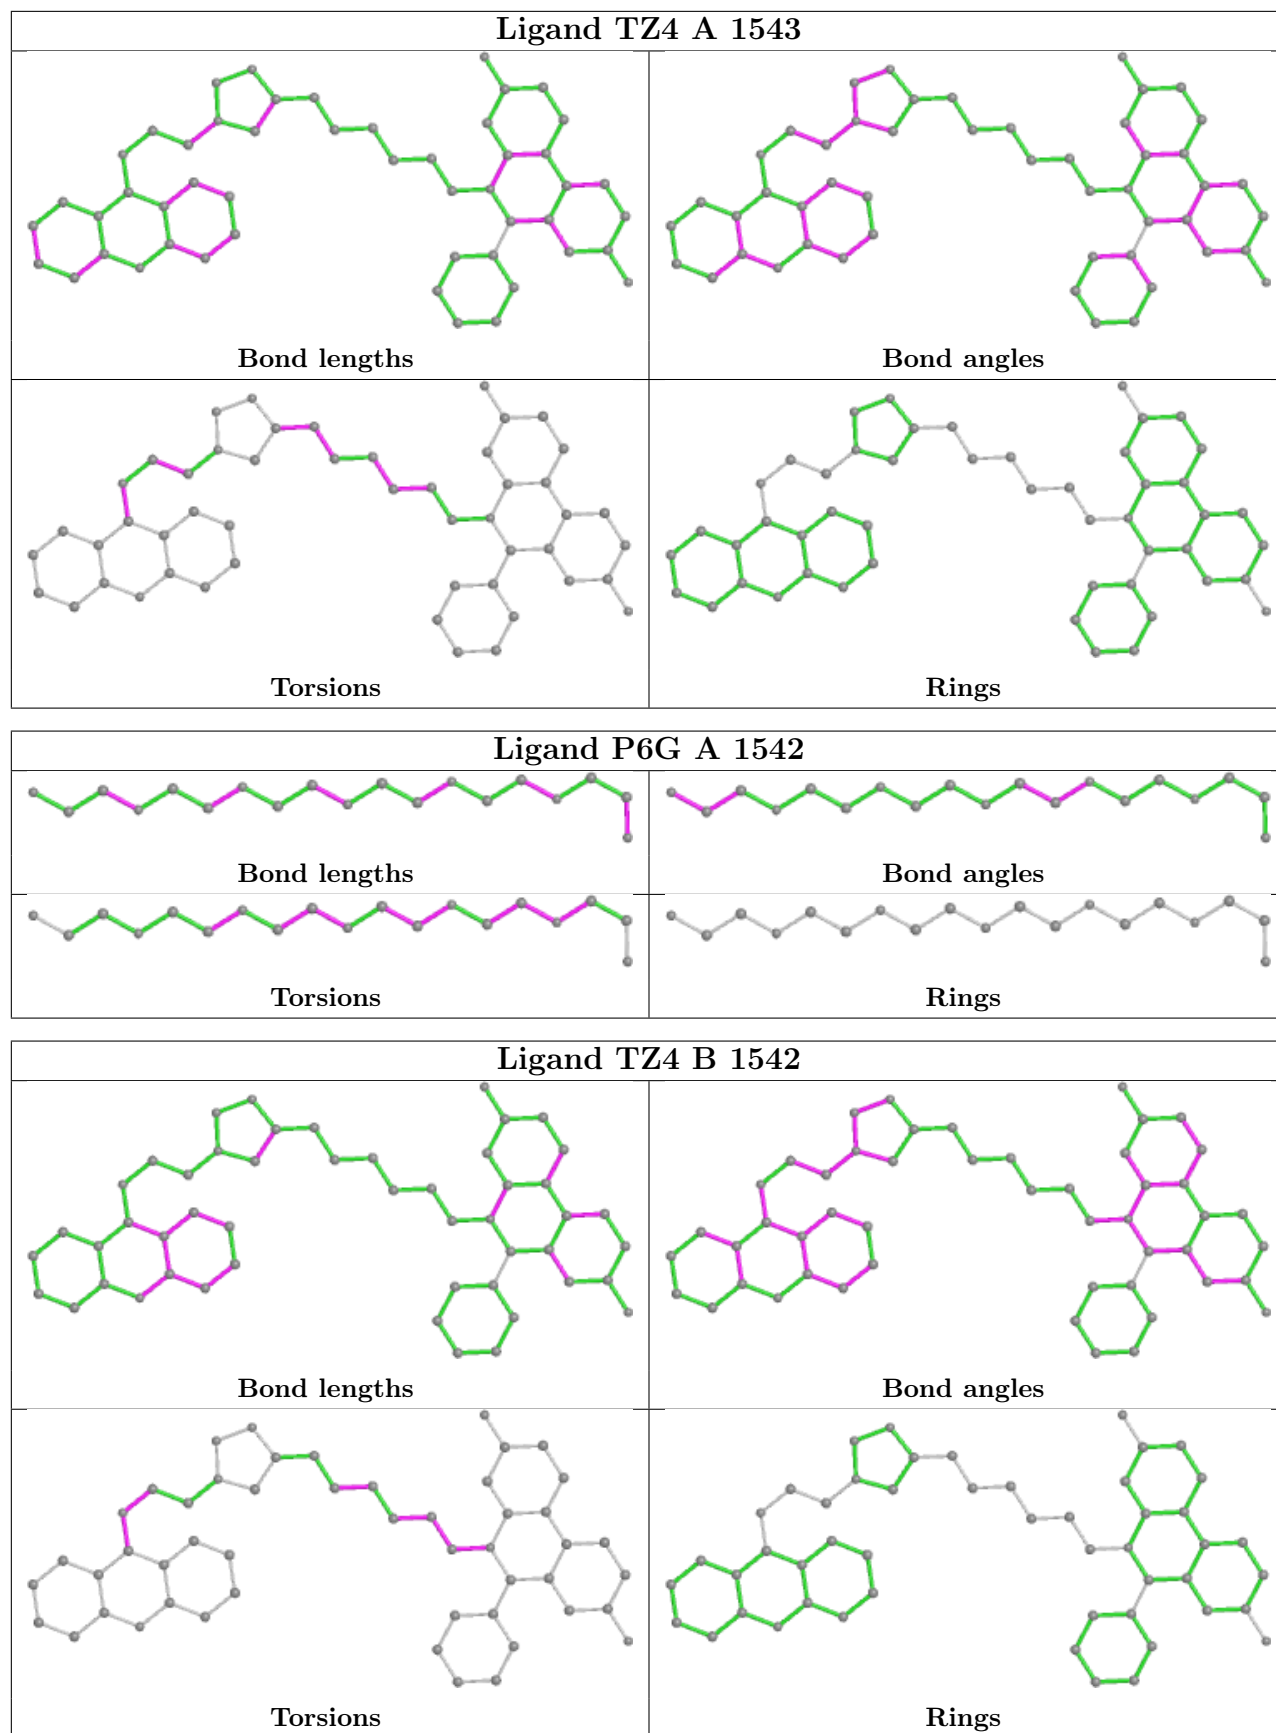 Ligand TZ4 A 1543
Bond lengths
Bond angles
Torsions
Rings
Ligand P6G A 1542
Bond lengths
Bond angles
Torsions
Rings
Ligand TZ4 B 1542
Bond lengths
Bond angles
Torsions
Rings